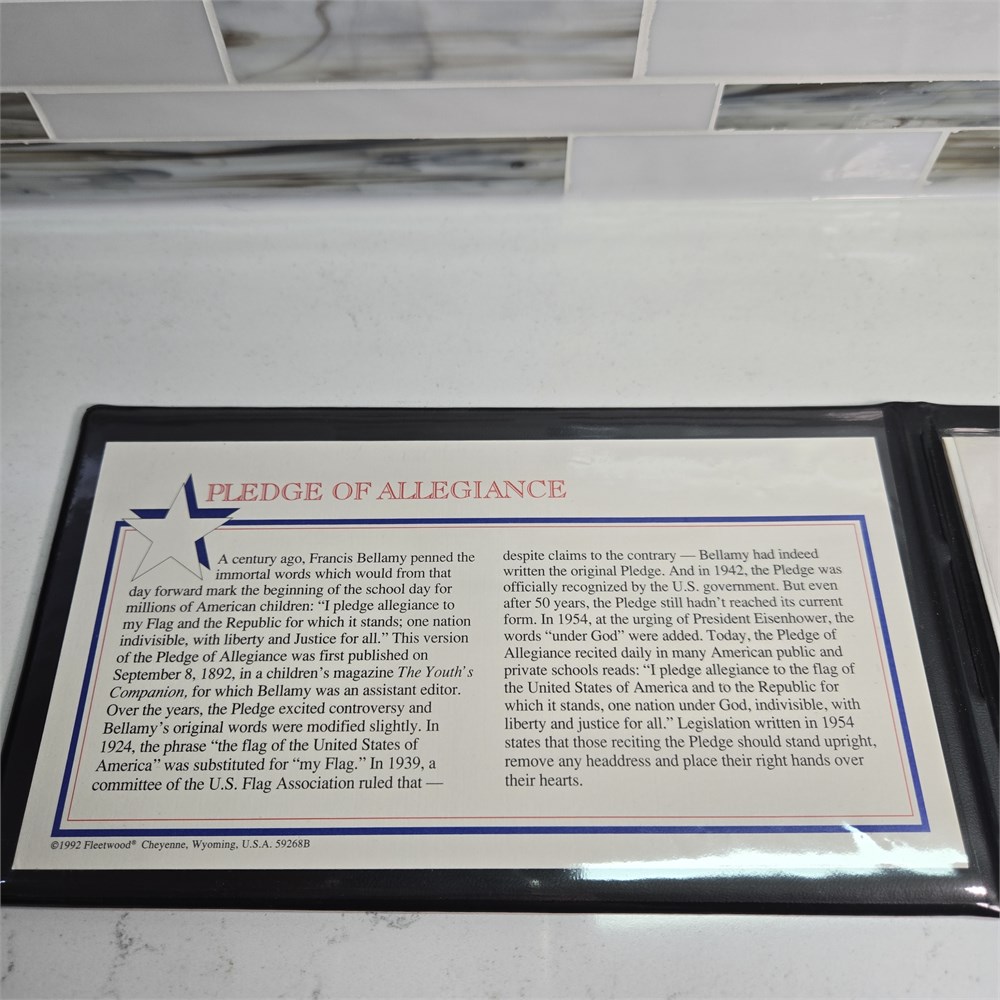 PLEDGE OF ALLEGIANCE
A century ago, Francis Bellamy penned the
immortal words which would from that
day forward mark the beginning of the school day for
millions of American children: “I pledge allegiance to
my Flag and the Republic for which it stands; one nation
indivisible, with liberty and Justice for all.” This version
of the Pledge of Allegiance was first published on
September 8, 1892, in a children's magazine The Youth's
Companion, for which Bellamy was an assistant editor.
Over the years, the Pledge excited controversy and
Bellamy's original words were modified slightly. In
1924, the phrase “the flag of the United States of
America” was substituted for “my Flag.” In 1939, a
committee of the U.S. Flag Association ruled that —
despite claims to the contrary — Bellamy had indeed
written the original Pledge. And in 1942, the Pledge was
officially recognized by the U.S. government. But even
after 50 years, the Pledge still hadn't reached its current
form. In 1954, at the urging of President Eisenhower, the
words “under God” were added. Today, the Pledge of
Allegiance recited daily in many American public and
private schools reads: “I pledge allegiance to the flag of
the United States of America and to the Republic for
which it stands, one nation under God, indivisible, with
liberty and justice for all.” Legislation written in 1954
states that those reciting the Pledge should stand upright,
remove any headdress and place their right hands over
their hearts.
©1992 Fleetwood® Cheyenne, Wyoming, U.S.A. 59268B